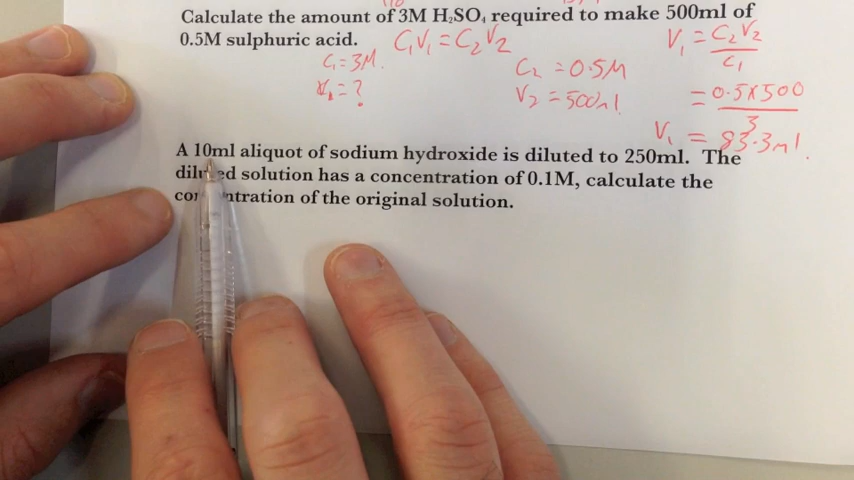 Calculate the amount of 3M H₂SO₄ required to make 500ml of
0.5M sulphuric acid.
C₁V₁ = C₂V₂
C₁ = 3M.
V₁ = ?
C₂ = 0.5M
V₂ = 500ml
V₁ = C₂V₂
C₁
= 0.5 x 500
3
V₁ = 83.3ml.
A 10ml aliquot of sodium hydroxide is diluted to 250ml. The
diluted solution has a concentration of 0.1M, calculate the
concentration of the original solution.